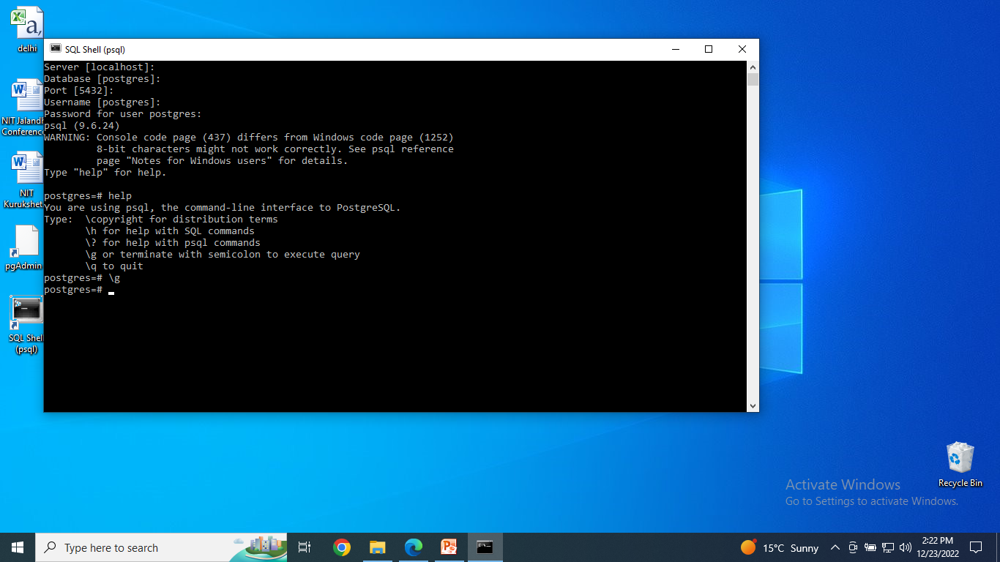 delhi
NIT Jalandh
Conference
NIT
Kurukshet
pgAdmin
SQL Shell
(psql)
SQL Shell (psql)
Server [localhost]:
Database [postgres]:
Port [5432]:
Username [postgres]:
Password for user postgres:
psql (9.6.24)
WARNING: Console code page (437) differs from Windows code page (1252)
         8-bit characters might not work correctly. See psql reference
         page "Notes for Windows users" for details.
Type "help" for help.
postgres=# help
You are using psql, the command-line interface to PostgreSQL.
Type:  \copyright for distribution terms
       \h for help with SQL commands
       \? for help with psql commands
       \g or terminate with semicolon to execute query
       \q to quit
postgres=# \g
postgres=#
Recycle Bin
Activate Windows
Go to Settings to activate Windows.
Type here to search
15°C Sunny
2:22 PM
12/23/2022